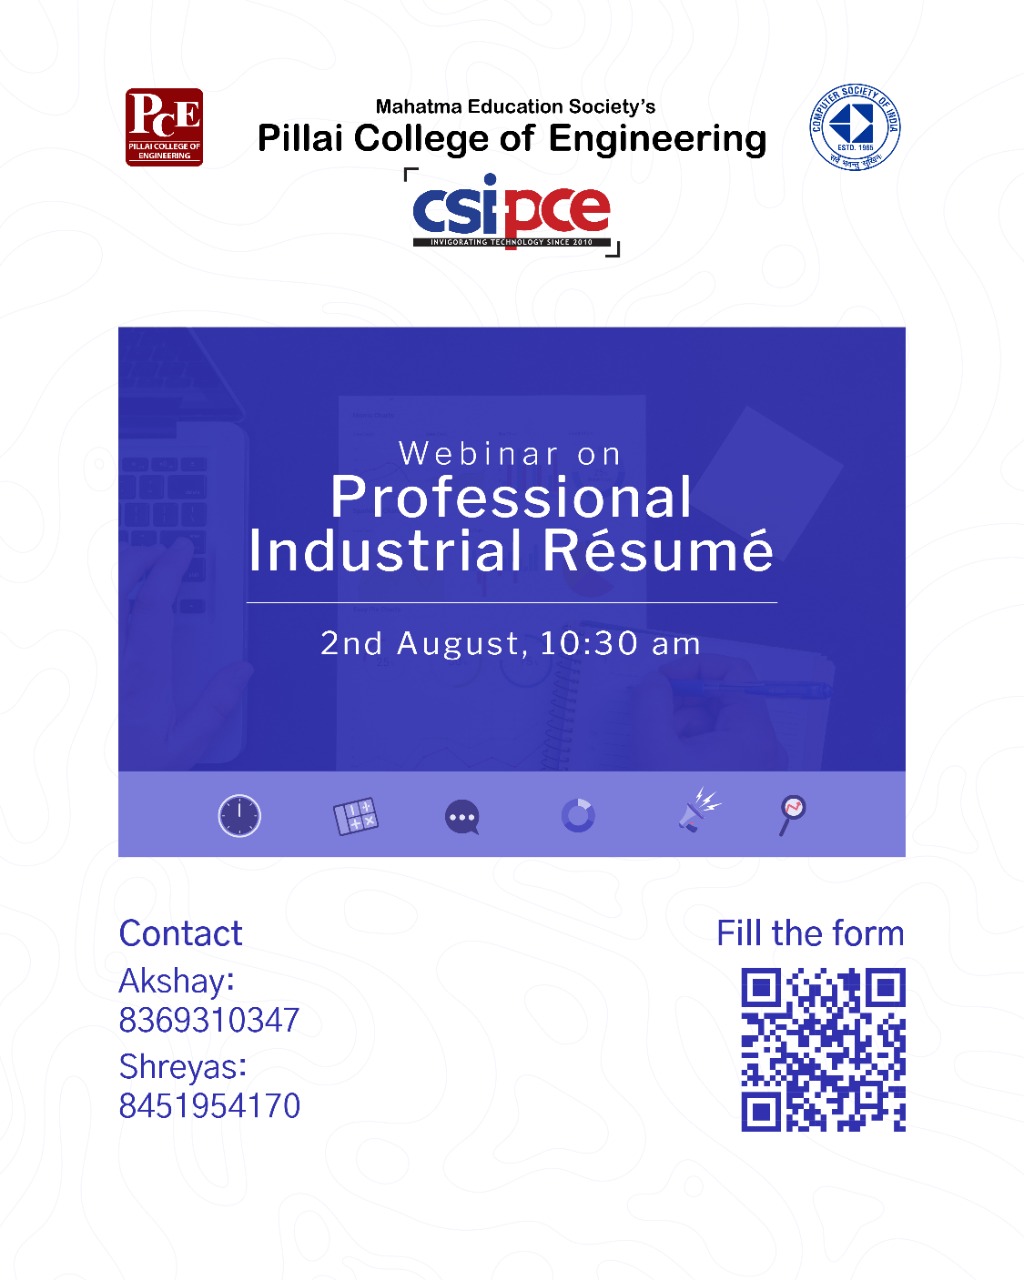 PCE
PILLAI COLLEGE OF
ENGINEERING
Mahatma Education Society's
Pillai College of Engineering
COMPUTER SOCIETY OF INDIA
ESTD. 1965
csi-pce
INVIGORATING TECHNOLOGY SINCE 2010
Webinar on
Professional
Industrial Résumé
2nd August, 10:30 am
Contact
Akshay:
8369310347
Shreyas:
8451954170
Fill the form